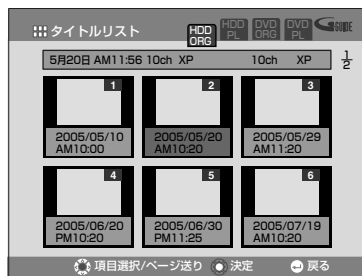 タイトルリスト
HDD ORG
HDD PL
DVD ORG
DVD PL
GGUIDE
5月20日 AM11:56 10ch XP 10ch XP
1/2
1 2 3
2005/05/10 2005/05/20 2005/05/29
AM10:00 AM10:20 AM11:20
4 5 6
2005/06/20 2005/06/30 2005/07/19
PM10:20 PM11:25 AM10:20
項目選択/ページ送り 決定 戻る